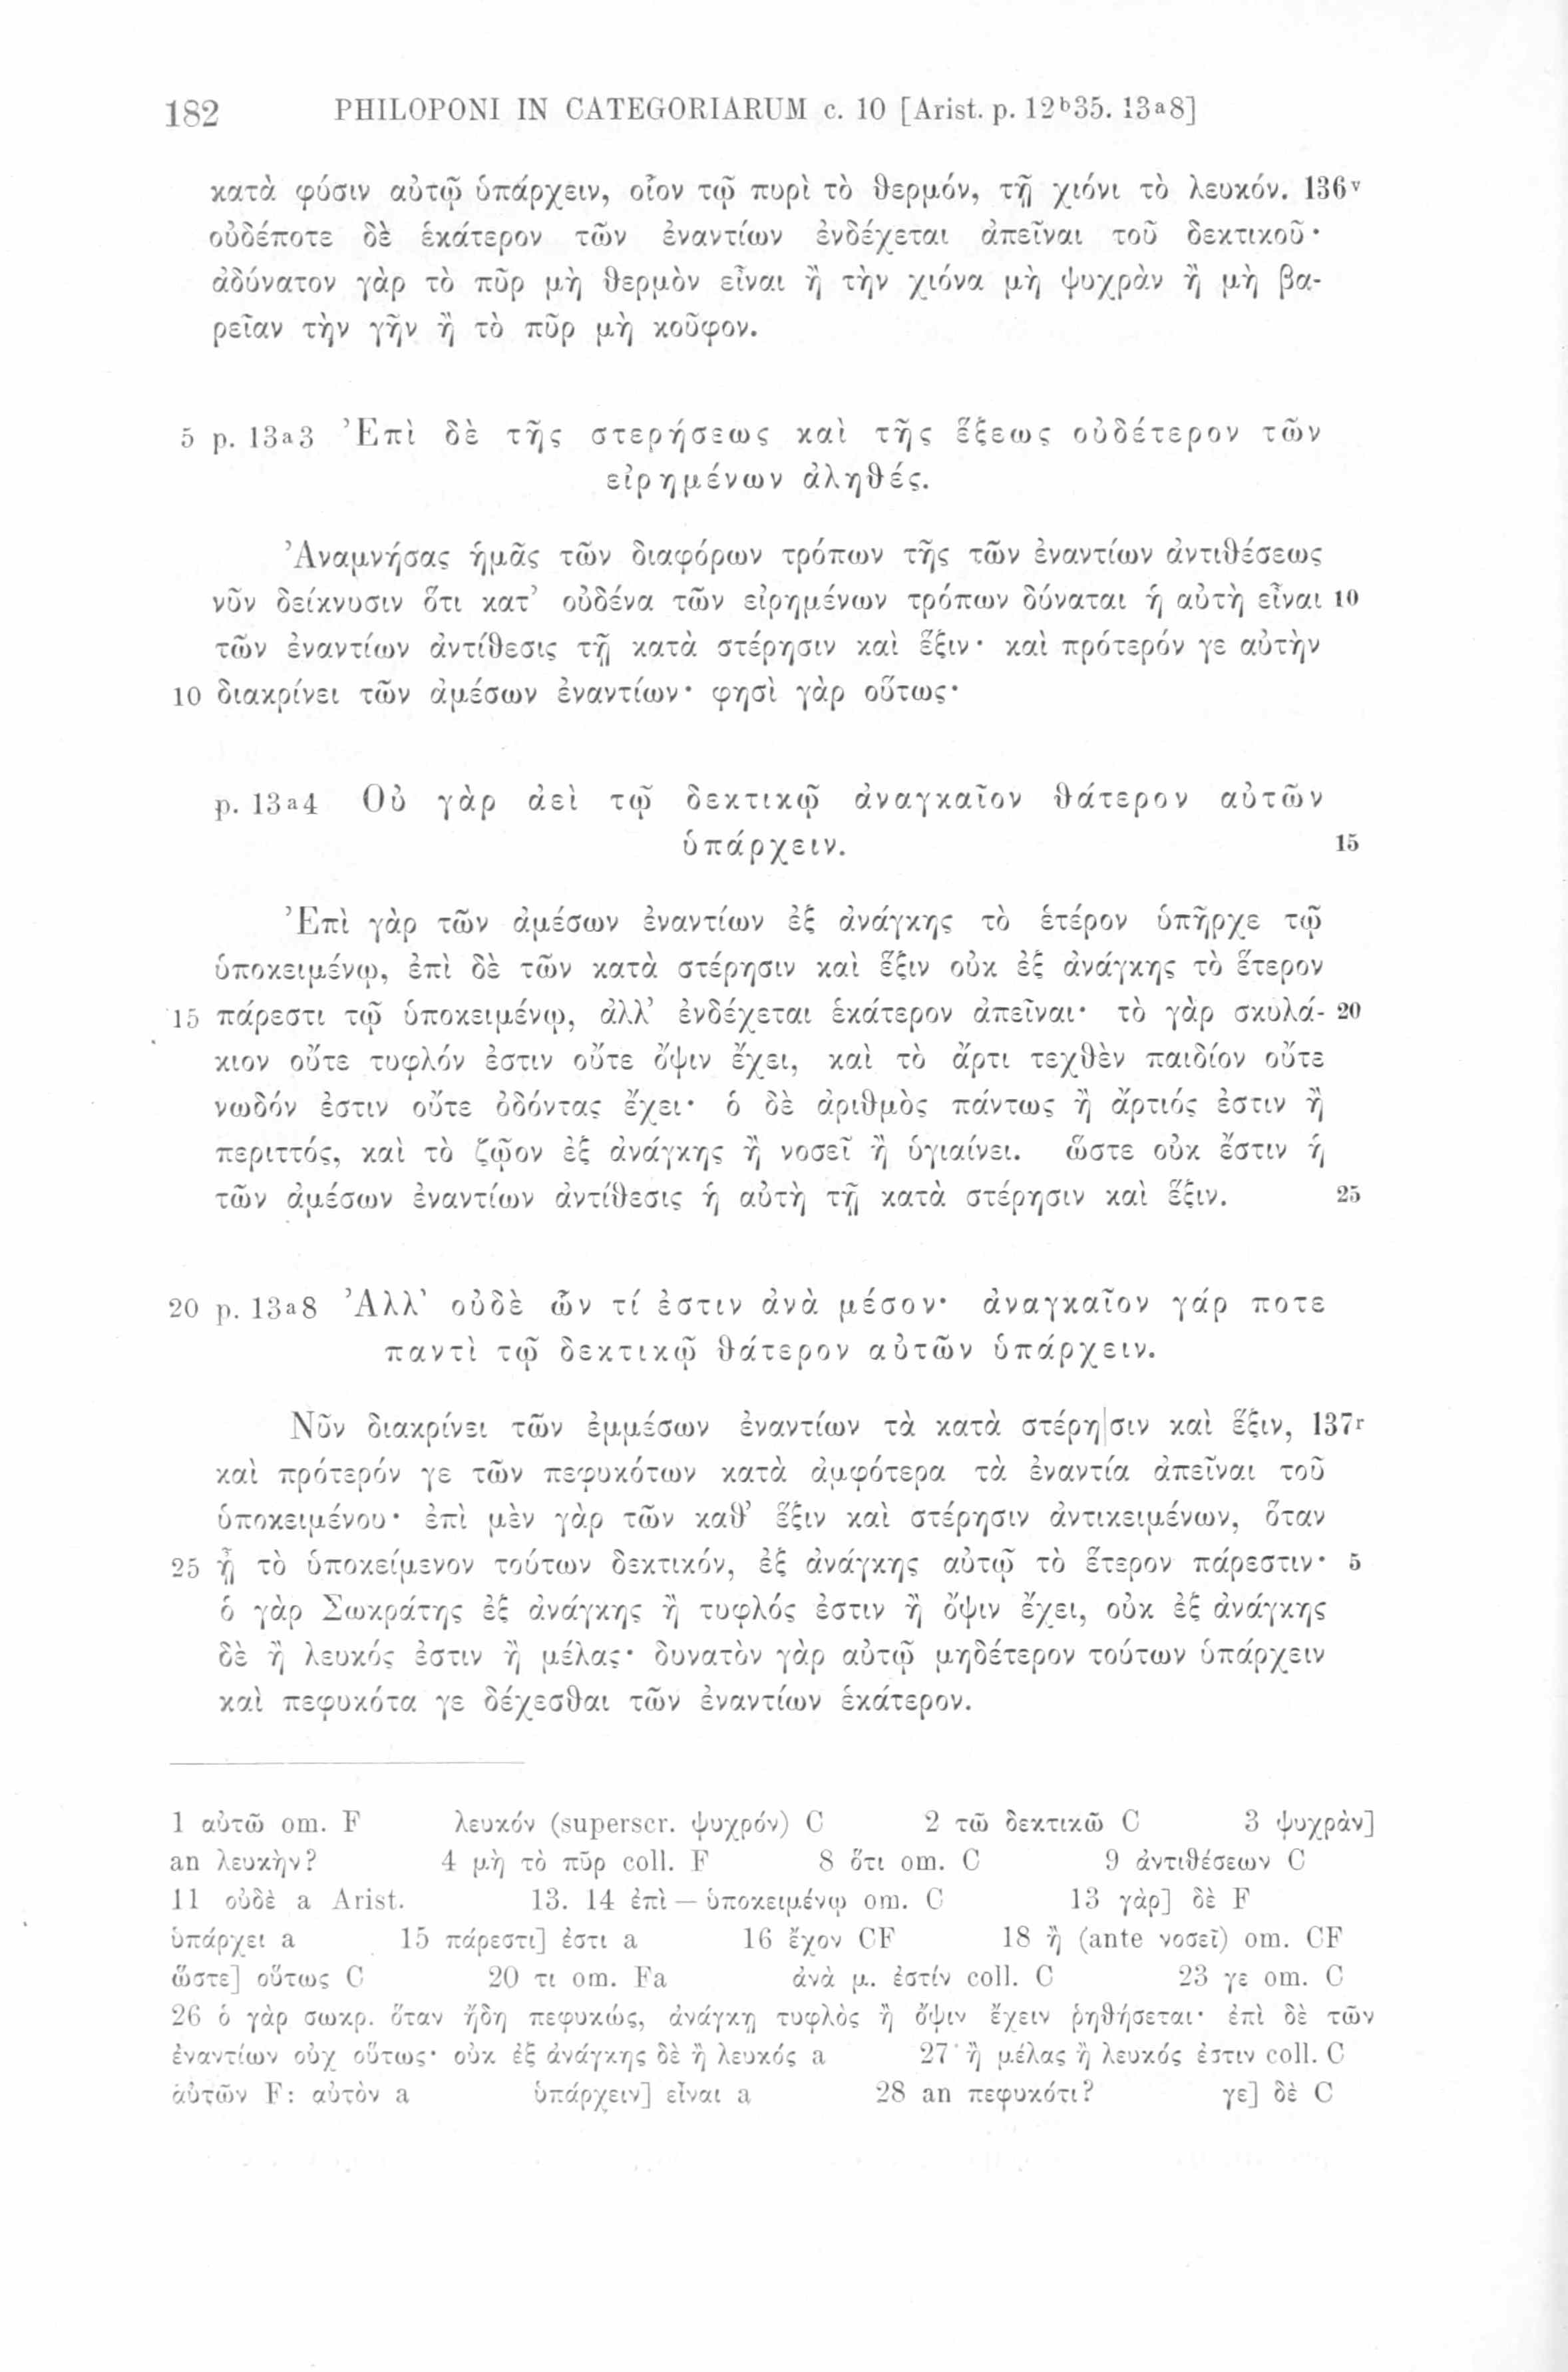 182 PHILOPONI IN CATEGORIARUM c. 10 [Arist. p. 12ᵇ35. 13ᵃ8]
κατὰ φύσιν αὐτῷ ὑπάρχειν, οἷον τῷ πυρὶ τὸ θερμόν, τῇ χιόνι τὸ λευκόν. 136ᵛ
οὐδέποτε δὲ ἑκάτερον τῶν ἐναντίων ἐνδέχεται ἀπεῖναι τοῦ δεκτικοῦ·
ἀδύνατον γὰρ τὸ πῦρ μὴ θερμὸν εἶναι ἢ τὴν χιόνα μὴ ψυχρὰν ἢ μὴ βα-
ρεῖαν τὴν γῆν ἢ τὸ πῦρ μὴ κοῦφον.
5 p. 13ᵃ3 Ἐπὶ δὲ τῆς στερήσεως καὶ τῆς ἕξεως οὐδέτερον τῶν
εἰρημένων ἀληθές.
Ἀναμνήσας ἡμᾶς τῶν διαφόρων τρόπων τῆς τῶν ἐναντίων ἀντιθέσεως
νῦν δείκνυσιν ὅτι κατ’ οὐδένα τῶν εἰρημένων τρόπων δύναται ἡ αὐτὴ εἶναι 10
τῶν ἐναντίων ἀντίθεσις τῇ κατὰ στέρησιν καὶ ἕξιν· καὶ πρότερόν γε αὐτὴν
10 διακρίνει τῶν ἀμέσων ἐναντίων· φησὶ γὰρ οὕτως·
p. 13ᵃ4 Οὐ γὰρ ἀεὶ τῷ δεκτικῷ ἀναγκαῖον θάτερον αὐτῶν
ὑπάρχειν. 15
Ἐπὶ γὰρ τῶν ἀμέσων ἐναντίων ἐξ ἀνάγκης τὸ ἑτέρον ὑπῆρχε τῷ
ὑποκειμένῳ, ἐπὶ δὲ τῶν κατὰ στέρησιν καὶ ἕξιν οὐκ ἐξ ἀνάγκης τὸ ἕτερον
15 πάρεστι τῷ ὑποκειμένῳ, ἀλλ’ ἐνδέχεται ἑκάτερον ἀπεῖναι· τὸ γὰρ σκυλά- 20
κιον οὔτε τυφλόν ἐστιν οὔτε ὄψιν ἔχει, καὶ τὸ ἄρτι τεχθὲν παιδίον οὔτε
νωδόν ἐστιν οὔτε ὀδόντας ἔχει· ὁ δὲ ἀριθμὸς πάντως ἢ ἄρτιός ἐστιν ἢ
περιττός, καὶ τὸ ζῷον ἐξ ἀνάγκης ἢ νοσεῖ ἢ ὑγιαίνει. ὥστε οὐκ ἔστιν ἡ
τῶν ἀμέσων ἐναντίων ἀντίθεσις ἡ αὐτὴ τῇ κατὰ στέρησιν καὶ ἕξιν. 25
20 p. 13ᵃ8 Ἀλλ’ οὐδὲ ὧν τί ἐστιν ἀνὰ μέσον· ἀναγκαῖον γάρ ποτε
παντὶ τῷ δεκτικῷ θάτερον αὐτῶν ὑπάρχειν.
Νῦν διακρίνει τῶν ἐμμέσων ἐναντίων τὰ κατὰ στέρη|σιν καὶ ἕξιν, 137ʳ
καὶ πρότερόν γε τῶν πεφυκότων κατὰ ἀμφότερα τὰ ἐναντία ἀπεῖναι τοῦ
ὑποκειμένου· ἐπὶ μὲν γὰρ τῶν καθ’ ἕξιν καὶ στέρησιν ἀντικειμένων, ὅταν
25 ᾖ τὸ ὑποκείμενον τούτων δεκτικόν, ἐξ ἀνάγκης αὐτῷ τὸ ἕτερον πάρεστιν· 5
ὁ γὰρ Σωκράτης ἐξ ἀνάγκης ἢ τυφλός ἐστιν ἢ ὄψιν ἔχει, οὐκ ἐξ ἀνάγκης
δὲ ἢ λευκός ἐστιν ἢ μέλας· δυνατὸν γὰρ αὐτῷ μηδέτερον τούτων ὑπάρχειν
καὶ πεφυκότα γε δέχεσθαι τῶν ἐναντίων ἑκάτερον.
1 αὐτῶ om. F λευκόν (superscr. ψυχρόν) C 2 τῶ δεκτικῶ C 3 ψυχρὰν]
an λευκὴν? 4 μὴ τὸ πῦρ coll. F 8 ὅτι om. C 9 ἀντιθέσεων C
11 οὐδὲ a Arist. 13. 14 ἐπὶ — ὑποκειμένῳ om. C 13 γὰρ] δὲ F
ὑπάρχει a 15 πάρεστι] ἐστι a 16 ἔχον CF 18 ἢ (ante νοσεῖ) om. CF
ὥστε] οὕτως C 20 τι om. Fa ἀνὰ μ. ἐστίν coll. C 23 γε om. C
26 ὁ γὰρ σωκρ. ὅταν ἤδη πεφυκώς, ἀνάγκῃ τυφλὸς ἢ ὄψιν ἔχειν ῥηθήσεται· ἐπὶ δὲ τῶν
ἐναντίων οὐχ οὕτως· οὐκ ἐξ ἀνάγκης δὲ ἢ λευκός a 27 ἢ μέλας ἢ λευκός ἐστιν coll. C
αὐτῶν F: αὐτὸν a ὑπάρχειν] εἶναι a 28 an πεφυκότι? γε] δὲ C